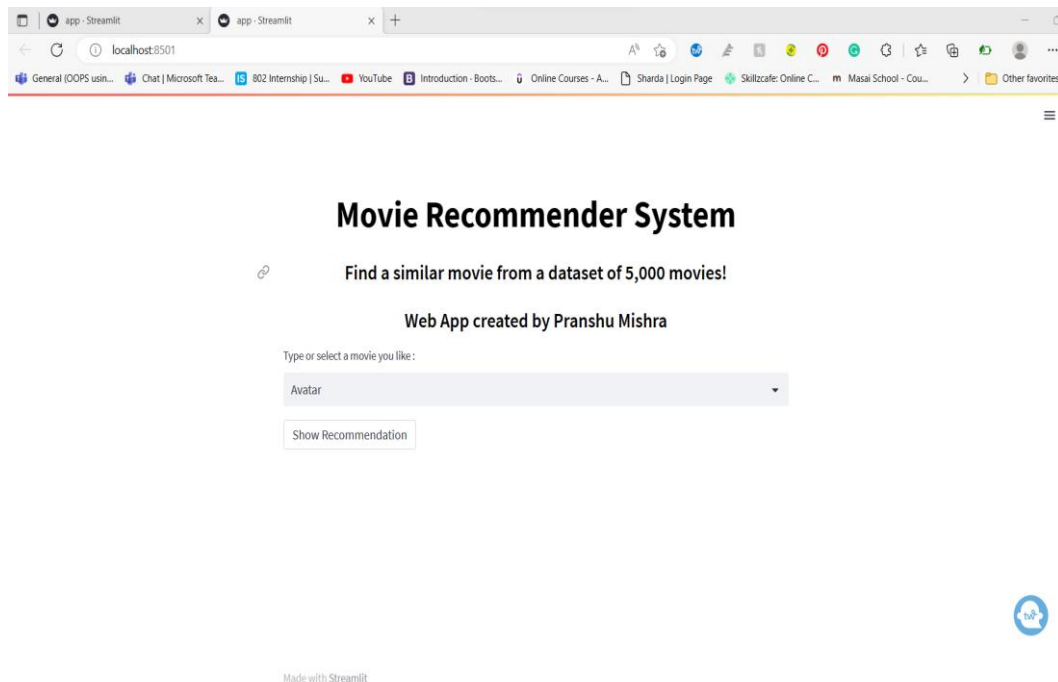 app · Streamlit
app · Streamlit
localhost:8501
General (OOPS usin...
Chat | Microsoft Tea...
IS 802 Internship | Su...
YouTube
B Introduction · Boots...
Online Courses - A...
Sharda | Login Page
Skillzcafe: Online C...
m Masai School - Cou...
Other favorites
Movie Recommender System
Find a similar movie from a dataset of 5,000 movies!
Web App created by Pranshu Mishra
Type or select a movie you like :
Avatar
Show Recommendation
Made with Streamlit